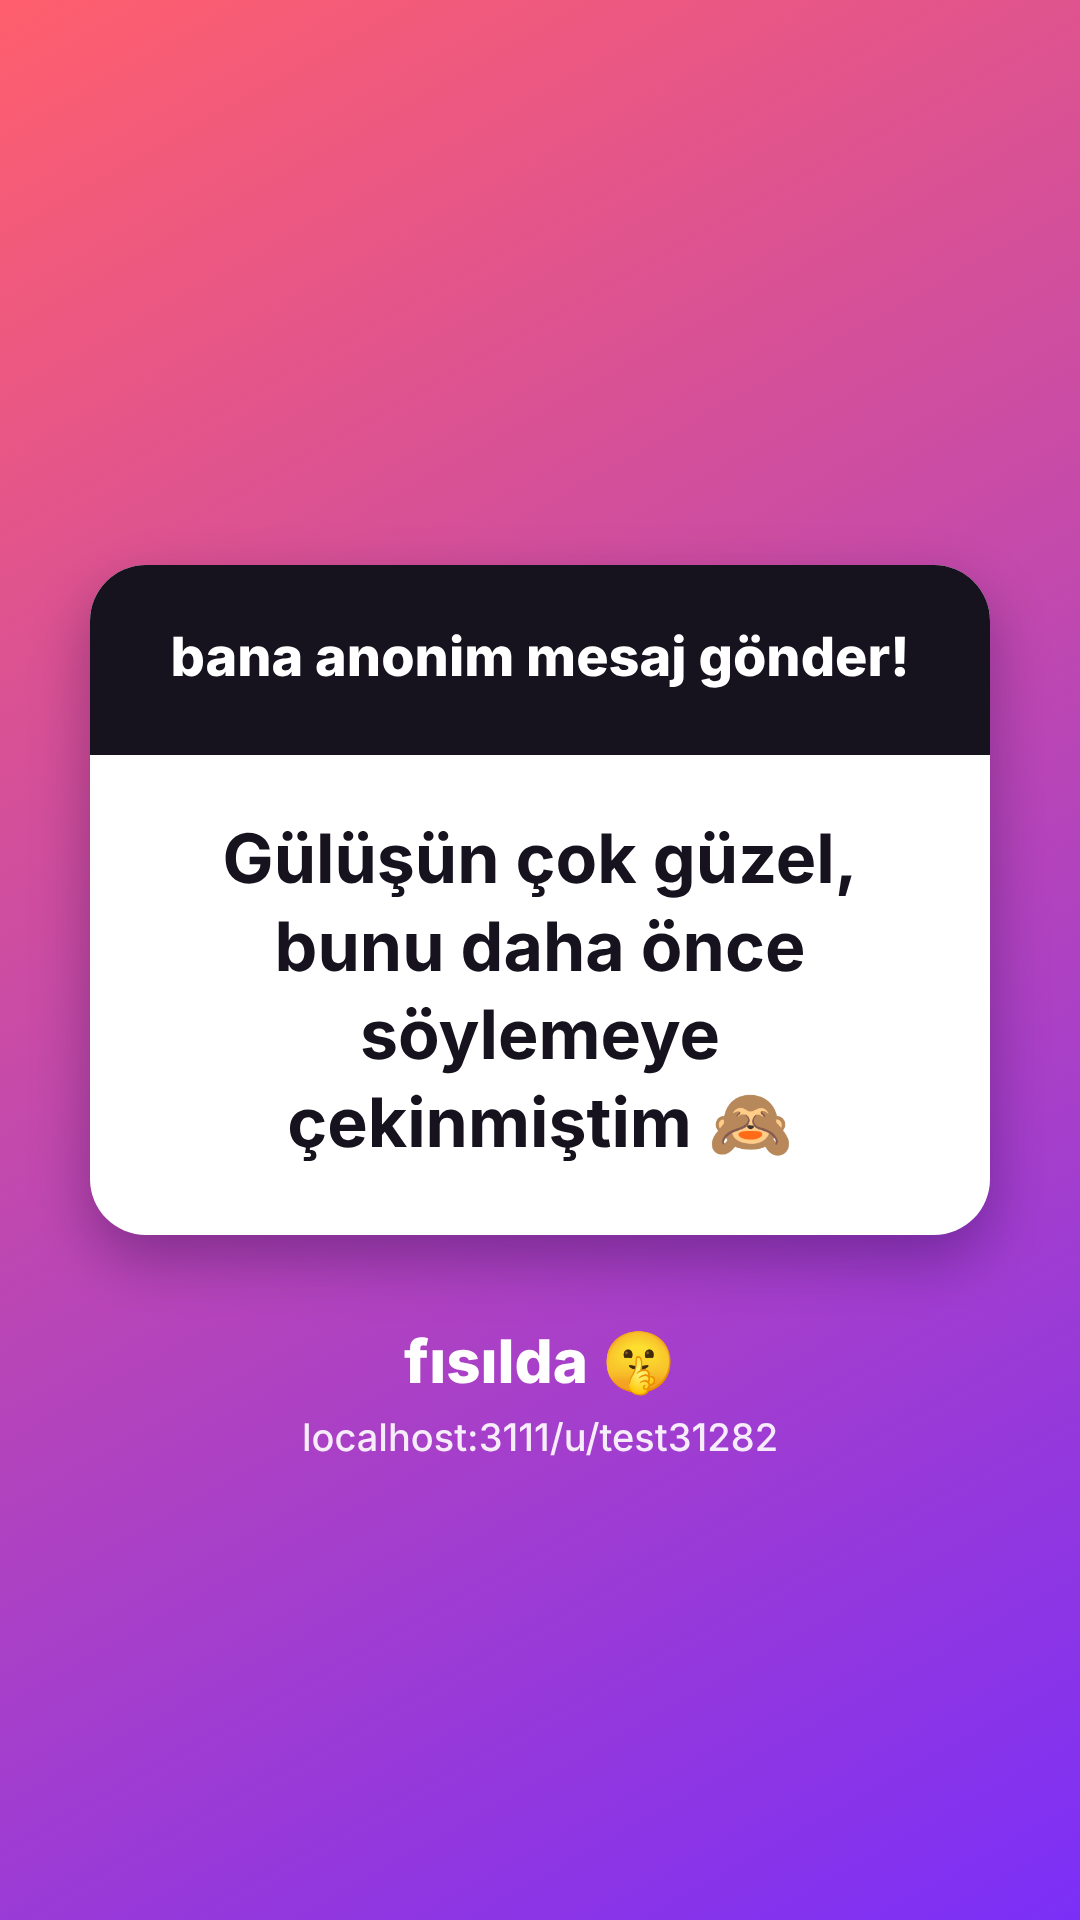 bana anonim mesaj gönder!
Gülüşün çok güzel,
bunu daha önce
söylemeye
çekinmiştim 🙈
fısılda 🤫
localhost:3111/u/test31282